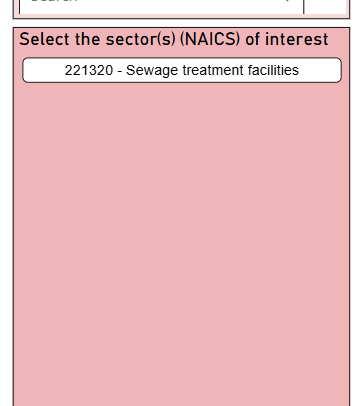 Select the sector(s) (NAICS) of interest
221320 - Sewage treatment facilities